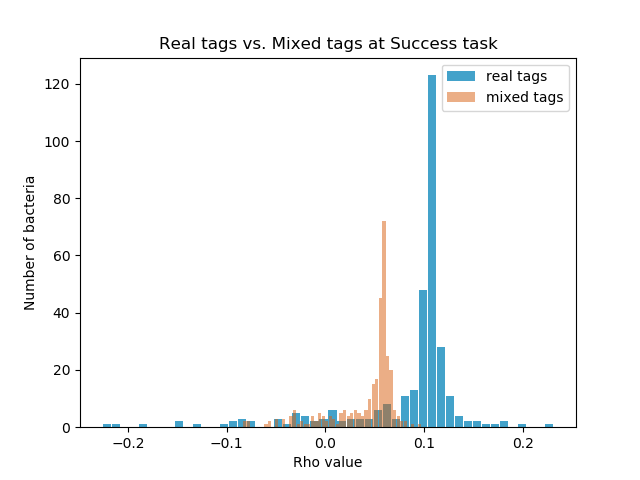 Real tags vs. Mixed tags at Success task
real tags
mixed tags
120
100
80
60
40
20
0
Number of bacteria
−0.2 −0.1 0.0 0.1 0.2
Rho value